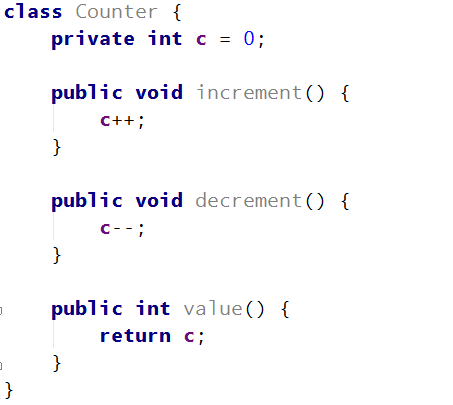 class Counter {
    private int c = 0;

    public void increment() {
        c++;
    }

    public void decrement() {
        c--;
    }

    public int value() {
        return c;
    }
}